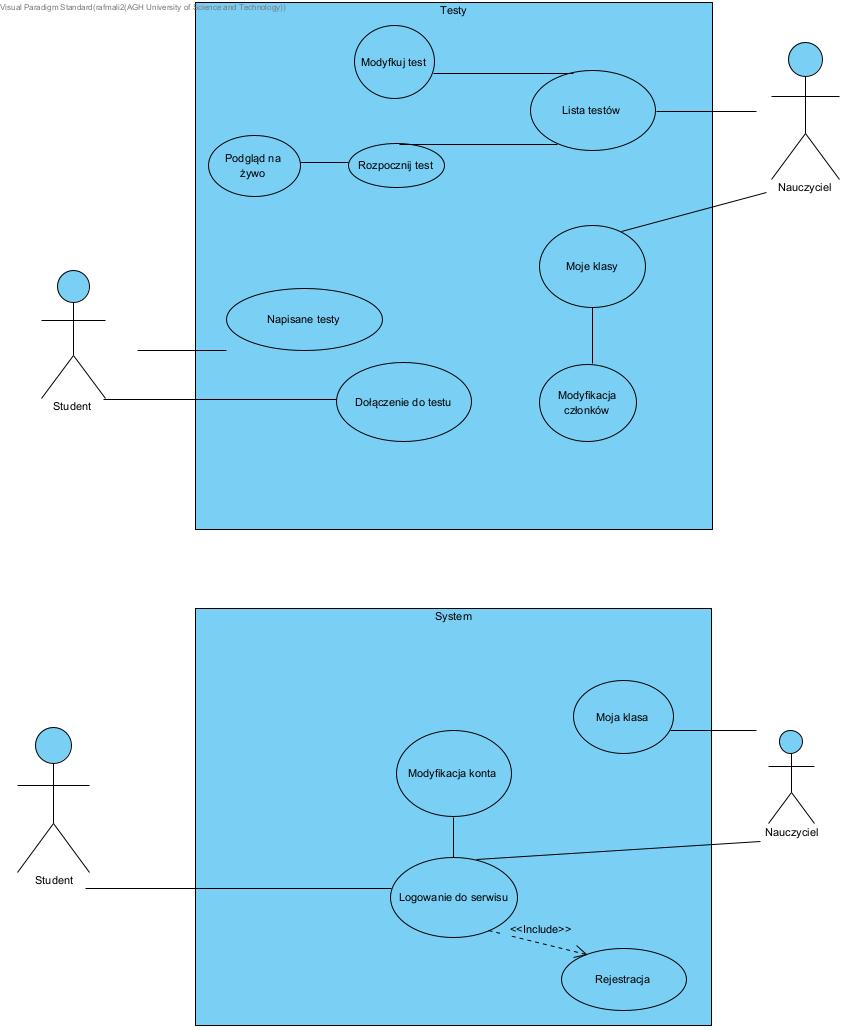 Visual Paradigm Standard(rafmali2(AGH University of Science and Technology))
Testy
Modyfkuj test
Lista testów
Podgląd na
żywo
Rozpocznij test
Nauczyciel
Moje klasy
Napisane testy
Student
Dołączenie do testu
Modyfikacja
członków
System
Moja klasa
Modyfikacja konta
Nauczyciel
Student
Logowanie do serwisu
<<Include>>
Rejestracja